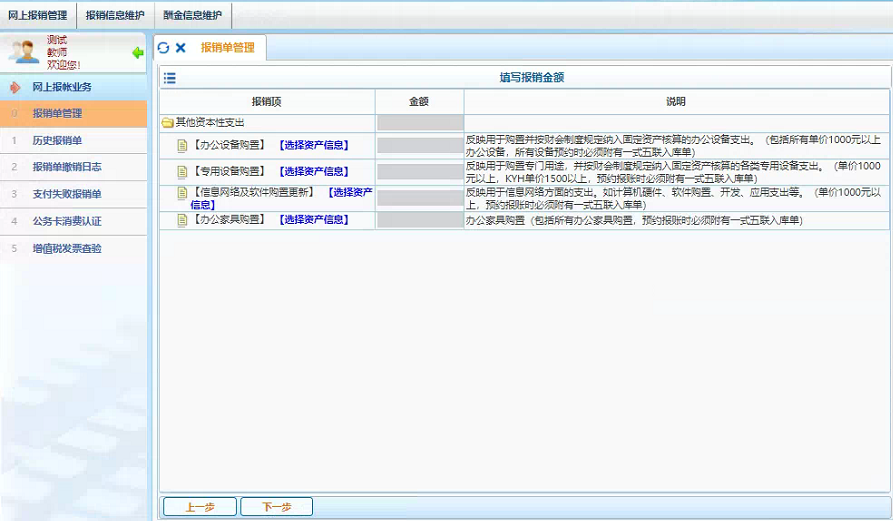 网上报销管理 报销信息维护 酬金信息维护
测试
教师
欢迎您!
报销单管理
网上报帐业务
0 报销单管理
1 历史报销单
2 报销单撤销日志
3 支付失败报销单
4 公务卡消费认证
5 增值税发票查验
填写报销金额
报销项 金额 说明
其他资本性支出
【办公设备购置】 【选择资产信息】
反映用于购置并按财会制度规定纳入固定资产核算的办公设备支出。（包括所有单价1000元以上
办公设备，所有设备预约时必须附有一式五联入库单）
【专用设备购置】 【选择资产信息】
反映用于购置专门用途，并按财会制度规定纳入固定资产核算的各类专用设备支出。（单价1000
元以上，KYH单价1500以上，预约报账时必须附有一式五联入库单）
【信息网络及软件购置更新】 【选择资产
信息】
反映用于信息网络方面的支出。如计算机硬件、软件购置、开发、应用支出等。（单价1000元以
上，预约报账时必须附有一式五联入库单）
【办公家具购置】 【选择资产信息】
办公家具购置（包括所有办公家具购置，预约报账时必须附有一式五联入库单）
上一步 下一步